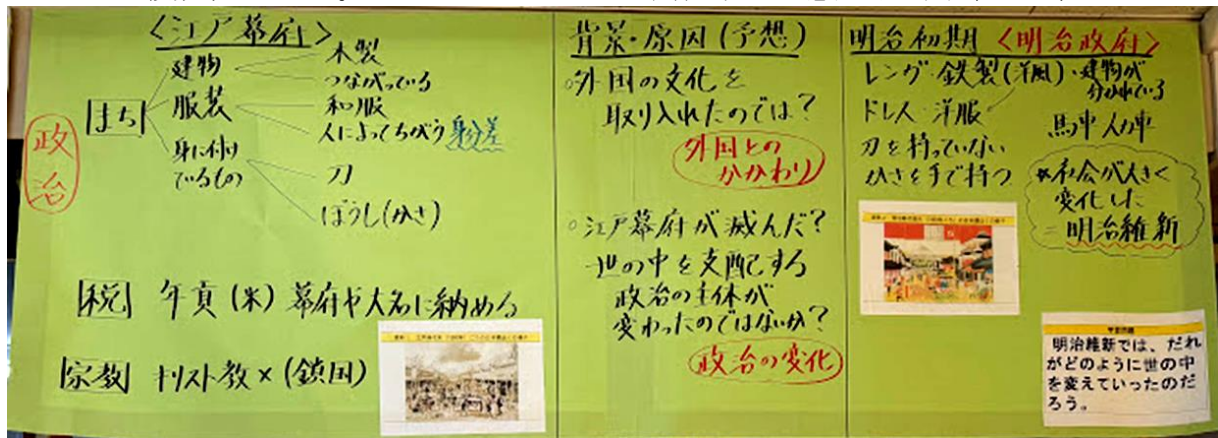 〈江戸幕府〉
政治
まち
建物
木製
つながっている
服装
和服
人によってちがう 身分差
身に付け
ているもの
刀
ぼうし(かさ)
税 年貢(米) 幕府や大名に納める
宗教 キリスト教×(鎖国)
背景・原因(予想)
○外国の文化を
取り入れたのでは?
外国との
かかわり
○江戸幕府が滅んだ?
世の中を支配する
政治の主体が
変わったのではないか?
政治の変化
明治初期 〈明治政府〉
レンガ・鉄製(洋風)・建物が
分かれている
ドレス・洋服
馬車 人力車
刀を持っていない
かさを手で持つ
*社会が大きく
変化した
=明治維新
学習問題
明治維新では、だれ
がどのように世の中
を変えていったのだ
ろう。